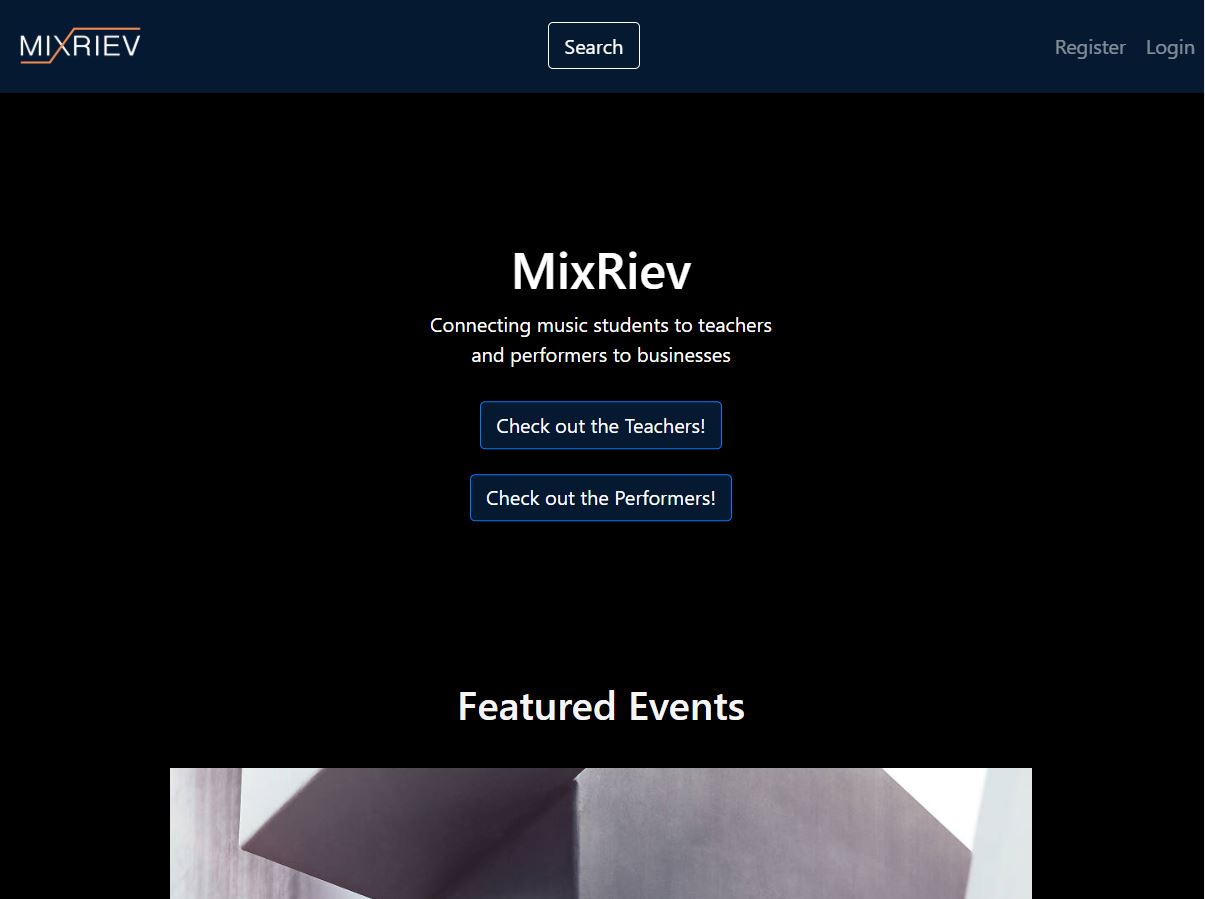 MIXRIEV
Search
Register
Login
MixRiev
Connecting music students to teachers
and performers to businesses
Check out the Teachers!
Check out the Performers!
Featured Events